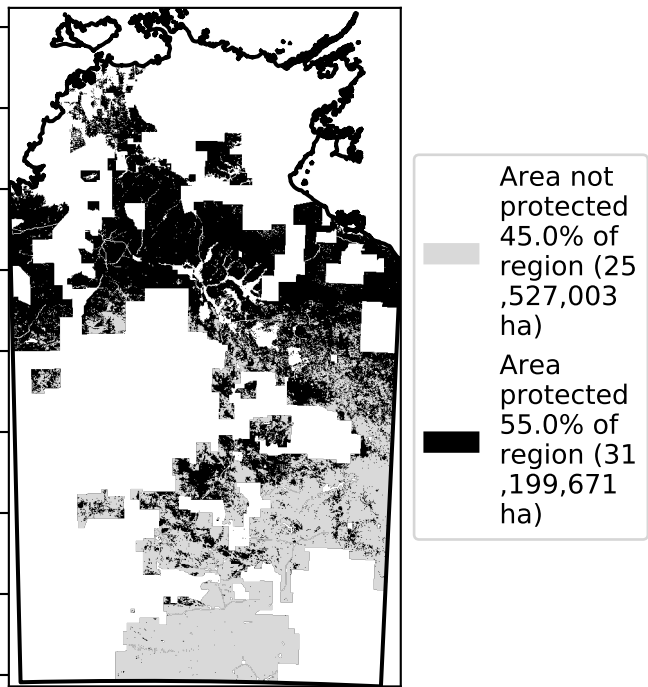 Area not
protected
45.0% of
region (25
,527,003
ha)
Area
protected
55.0% of
region (31
,199,671
ha)